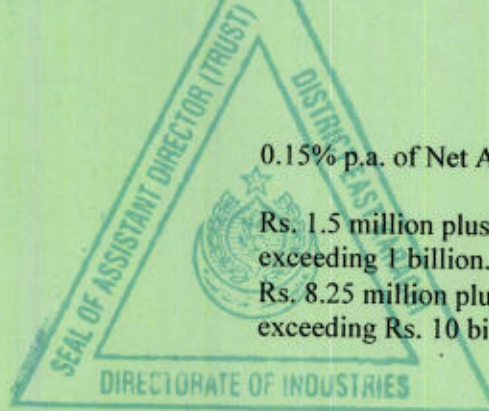 SEAL OF ASSISTANT DIRECTOR (TRUST)
DIRECTORATE OF INDUSTRIES
0.15% p.a. of Net A
Rs. 1.5 million plus
exceeding 1 billion.
Rs. 8.25 million plu
exceeding Rs. 10 bi